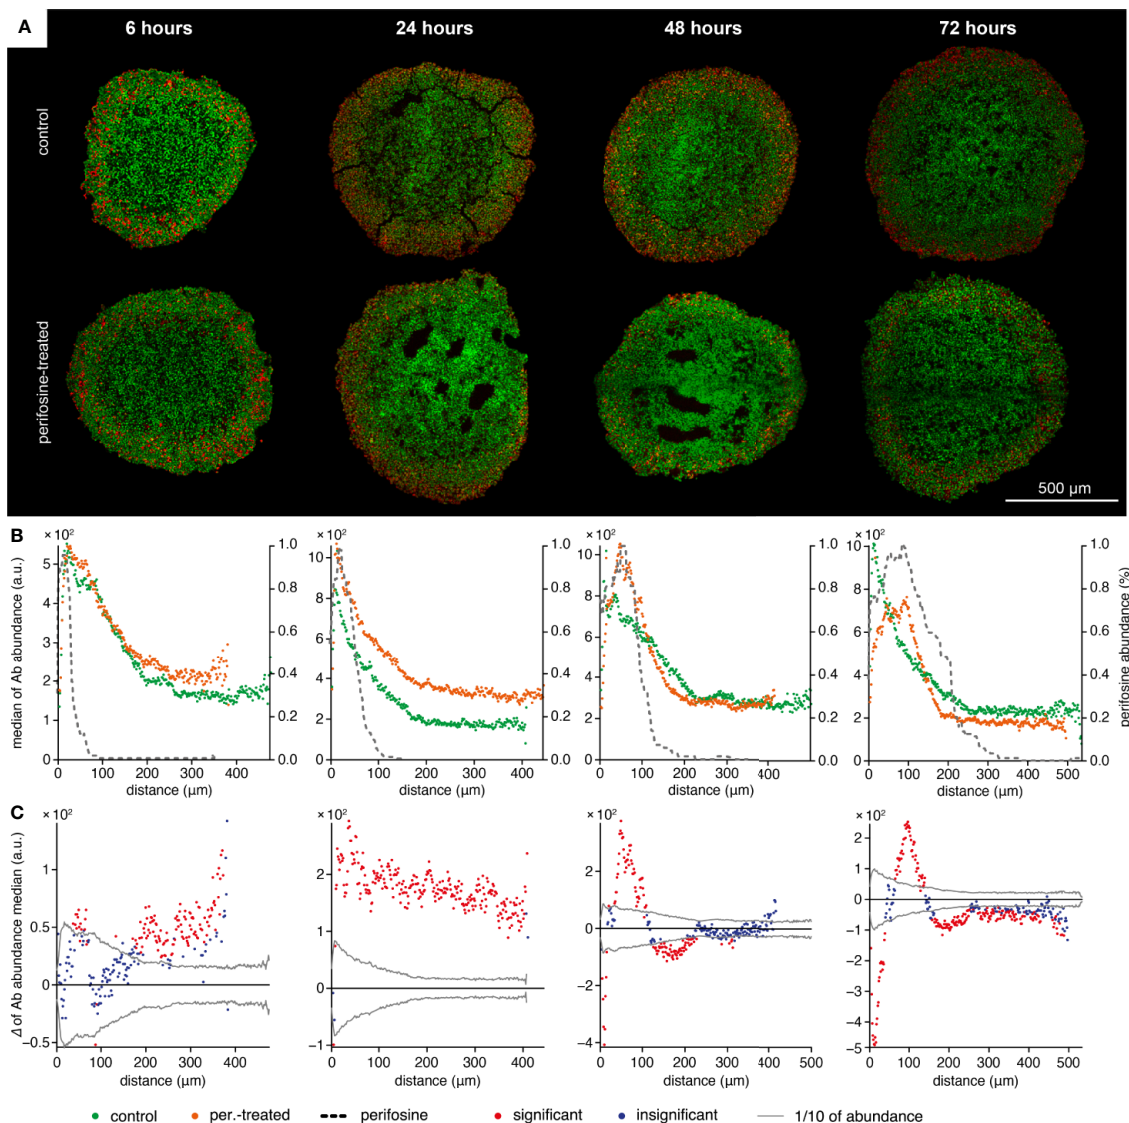 A
6 hours
24 hours
48 hours
72 hours
control
perifosine-treated
500 µm
B
× 10²
× 10²
× 10²
× 10²
median of Ab abundance (a.u.)
5
4
3
2
1
0
1.0
0.8
0.6
0.4
0.2
0.0
0 100 200 300 400
distance (µm)
10
8
6
4
2
0
1.0
0.8
0.6
0.4
0.2
0.0
0 100 200 300 400
distance (µm)
10
8
6
4
2
0
1.0
0.8
0.6
0.4
0.2
0.0
0 100 200 300 400 500
distance (µm)
10
8
6
4
2
0
1.0
0.8
0.6
0.4
0.2
0.0
0 100 200 300 400 500
distance (µm)
perifosine abundance (%)
C
× 10²
× 10²
× 10²
× 10²
Δ of Ab abundance median (a.u.)
1
0.5
0
−0.5
0 100 200 300 400
distance (µm)
2
1
0
−1
0 100 200 300 400
distance (µm)
2
0
−2
−4
0 100 200 300 400 500
distance (µm)
2
1
0
−1
−2
−3
−4
−5
0 100 200 300 400 500
distance (µm)
control
per.-treated
perifosine
significant
insignificant
1/10 of abundance